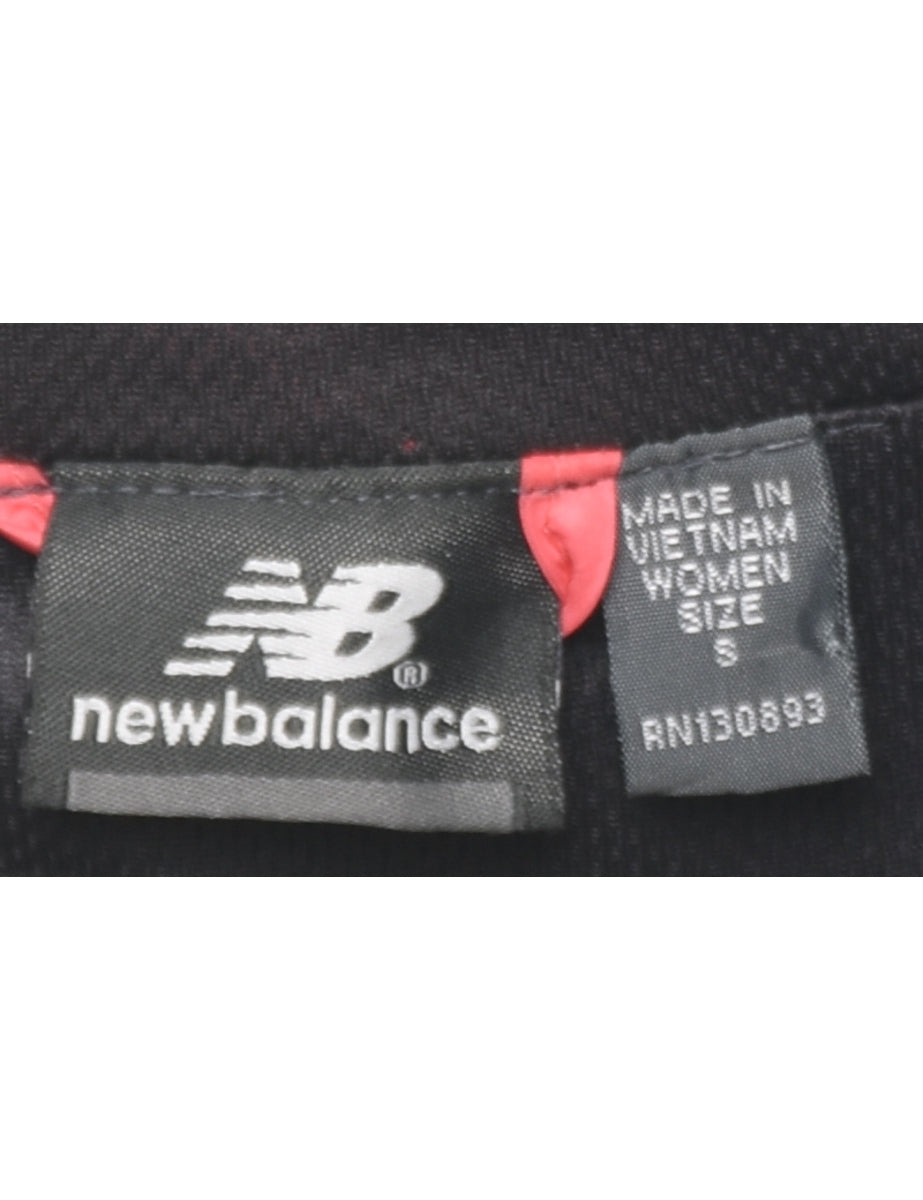 NB
®
newbalance
MADE IN
VIETNAM
WOMEN
SIZE
S
RN130893